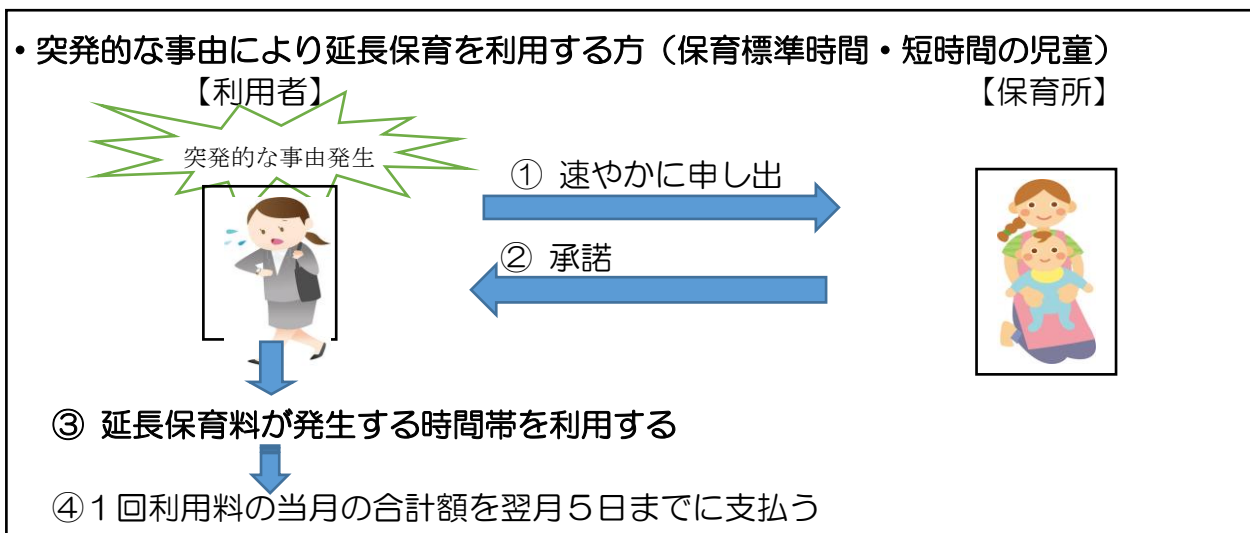 ・突発的な事由により延長保育を利用する方（保育標準時間・短時間の児童）
【利用者】
【保育所】
突発的な事由発生
① 速やかに申し出
② 承諾
③ 延長保育料が発生する時間帯を利用する
④１回利用料の当月の合計額を翌月５日までに支払う